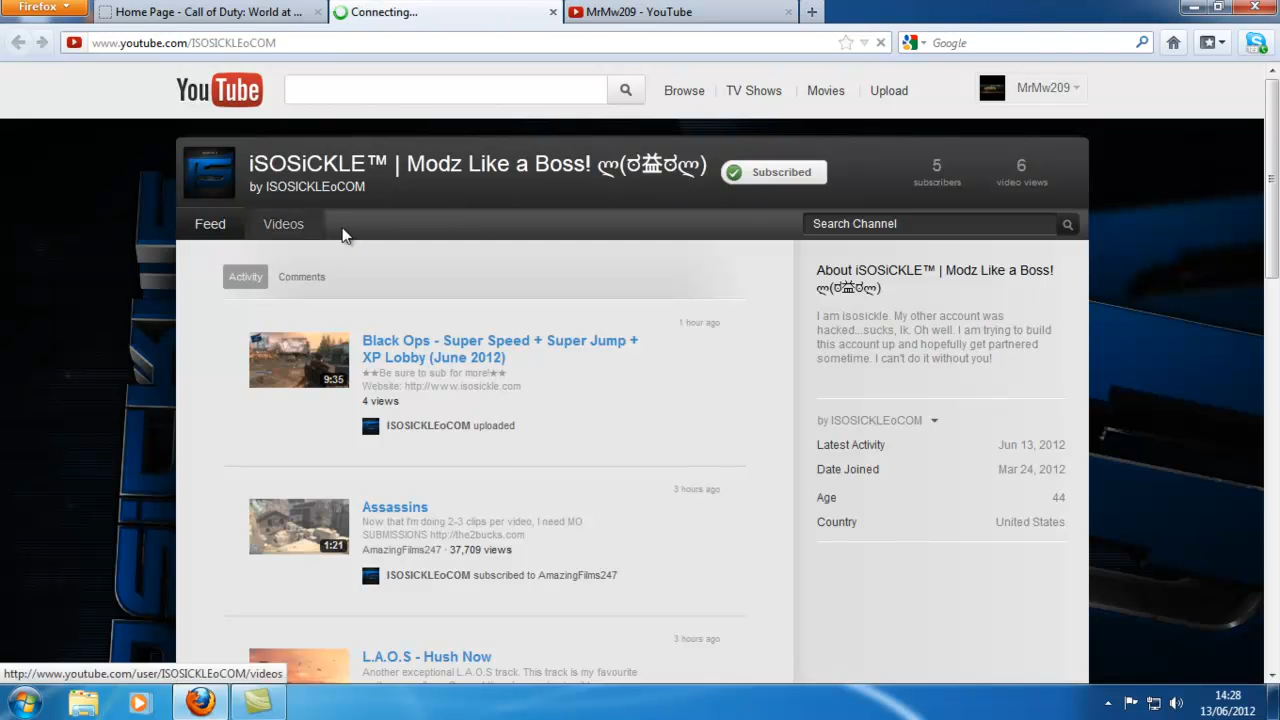 Firefox
Home Page - Call of Duty: World at ...
Connecting...
MrMw209 - YouTube
www.youtube.com/ISOSICKLEoCOM
Google
YouTube
Browse
TV Shows
Movies
Upload
MrMw209
iSOSiCKLE™ | Modz Like a Boss! ლ(ಠ益ಠლ)
by ISOSICKLEoCOM
Subscribed
5
subscribers
6
video views
Feed
Videos
Search Channel
Activity
Comments
1 hour ago
Black Ops - Super Speed + Super Jump +
XP Lobby (June 2012)
★★Be sure to sub for more!★★
Website: http://www.isosickle.com
4 views
9:35
ISOSICKLEoCOM uploaded
3 hours ago
Assassins
Now that I'm doing 2-3 clips per video, I need MO
SUBMISSIONS http://the2bucks.com
AmazingFilms247 · 37,709 views
1:21
ISOSICKLEoCOM subscribed to AmazingFilms247
3 hours ago
L.A.O.S - Hush Now
Another exceptional L.A.O.S track. This track is my favourite
About iSOSiCKLE™ | Modz Like a Boss!
ლ(ಠ益ಠლ)
I am isosickle. My other account was
hacked...sucks, Ik. Oh well. I am trying to build
this account up and hopefully get partnered
sometime. I can't do it without you!
by ISOSICKLEoCOM
Latest Activity Jun 13, 2012
Date Joined Mar 24, 2012
Age 44
Country United States
http://www.youtube.com/user/ISOSICKLEoCOM/videos
14:28
13/06/2012